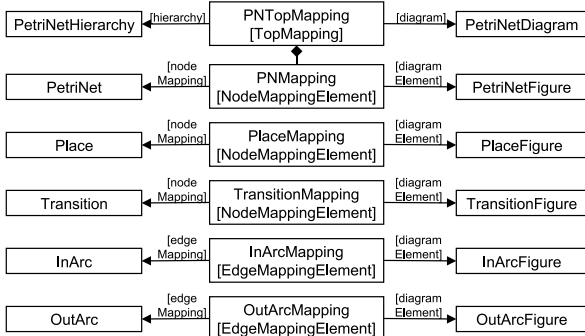 PetriNetHierarchy
[hierarchy]
PNTopMapping
[TopMapping]
[diagram]
PetriNetDiagram
PetriNet
[node
Mapping]
PNMapping
[NodeMappingElement]
[diagram
Element]
PetriNetFigure
Place
[node
Mapping]
PlaceMapping
[NodeMappingElement]
[diagram
Element]
PlaceFigure
Transition
[node
Mapping]
TransitionMapping
[NodeMappingElement]
[diagram
Element]
TransitionFigure
InArc
[edge
Mapping]
InArcMapping
[EdgeMappingElement]
[diagram
Element]
InArcFigure
OutArc
[edge
Mapping]
OutArcMapping
[EdgeMappingElement]
[diagram
Element]
OutArcFigure